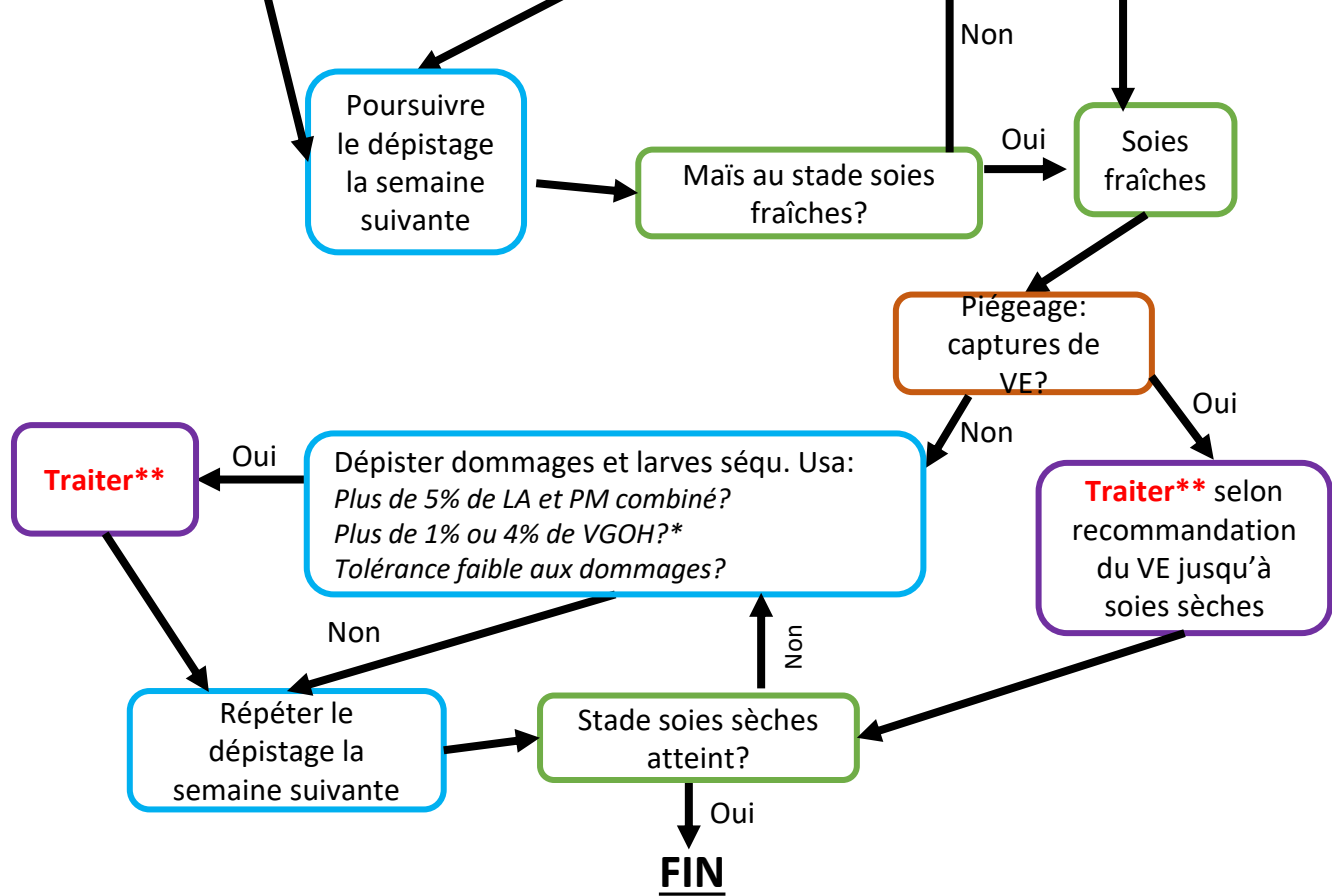 Non
Poursuivre
le dépistage
la semaine
suivante
Maïs au stade soies
fraîches?
Oui
Soies
fraîches
Piégeage:
captures de
VE?
Oui
Non
Traiter**
Oui
Dépister dommages et larves séqu. Usa:
Plus de 5% de LA et PM combiné?
Plus de 1% ou 4% de VGOH?*
Tolérance faible aux dommages?
Traiter** selon
recommandation
du VE jusqu’à
soies sèches
Non
Non
Répéter le
dépistage la
semaine suivante
Stade soies sèches
atteint?
Oui
FIN